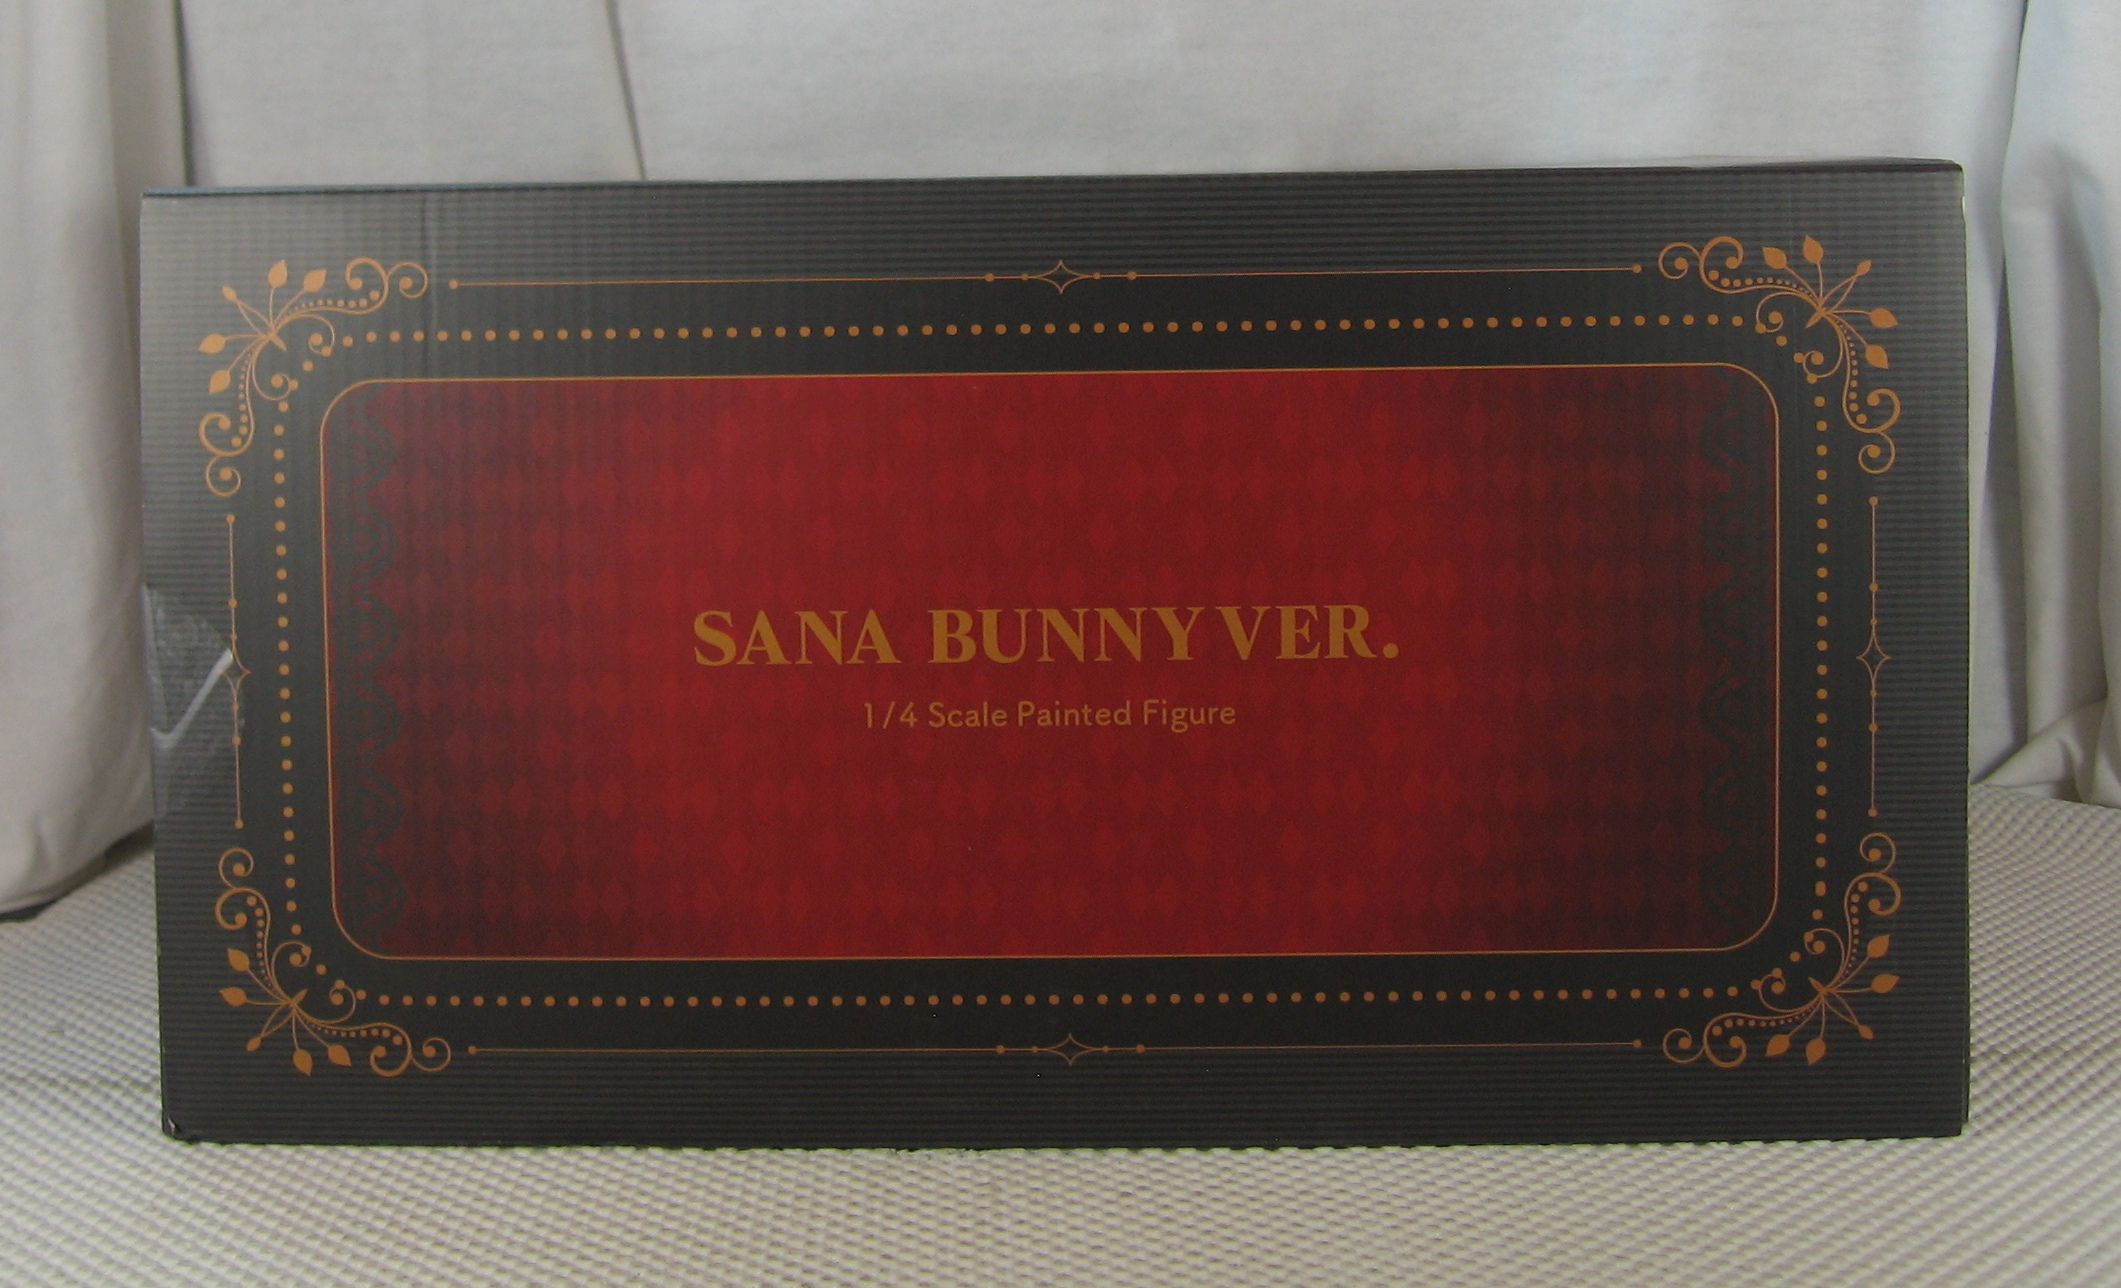 SANA BUNNY VER.
1/4 Scale Painted Figure